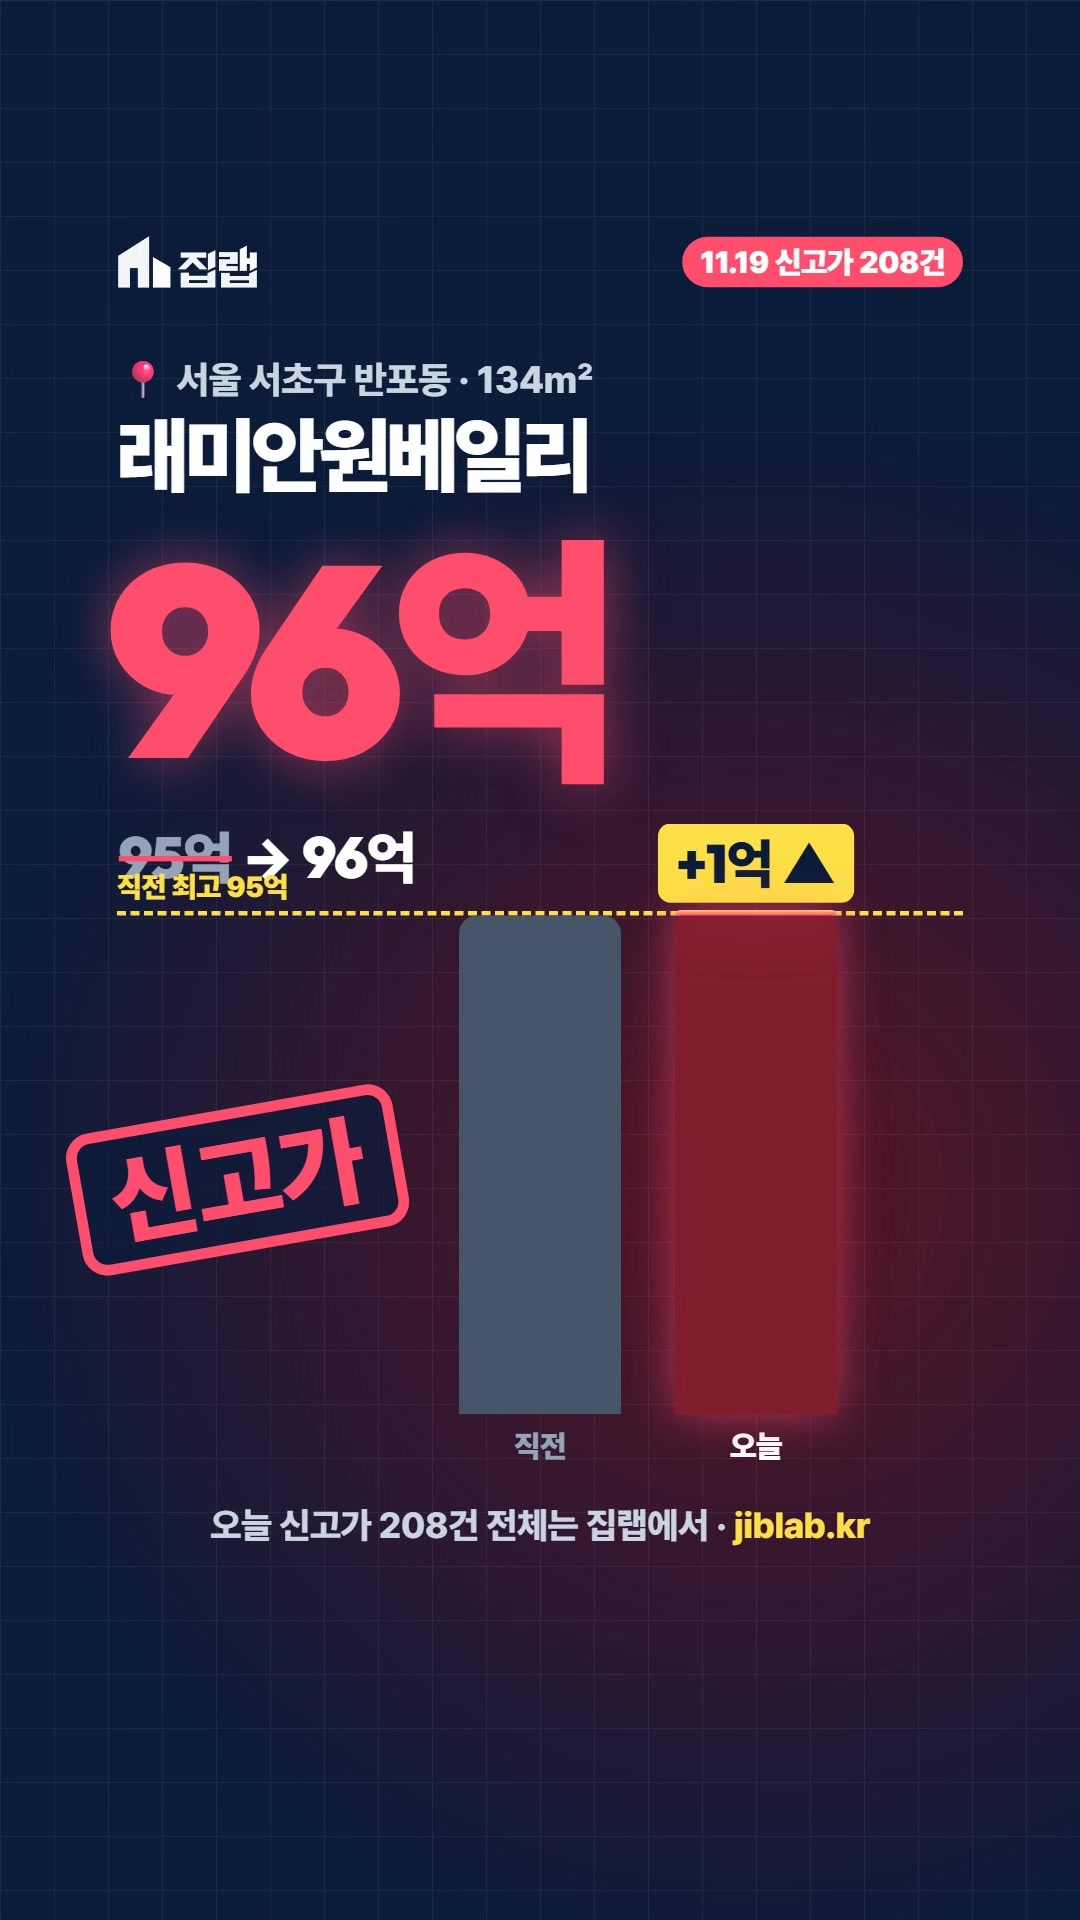 집랩
11.19 신고가 208건
서울 서초구 반포동 · 134m²
래미안원베일리
96억
95억 → 96억
+1억 ▲
직전 최고 95억
신고가
직전
오늘
오늘 신고가 208건 전체는 집랩에서 · jiblab.kr